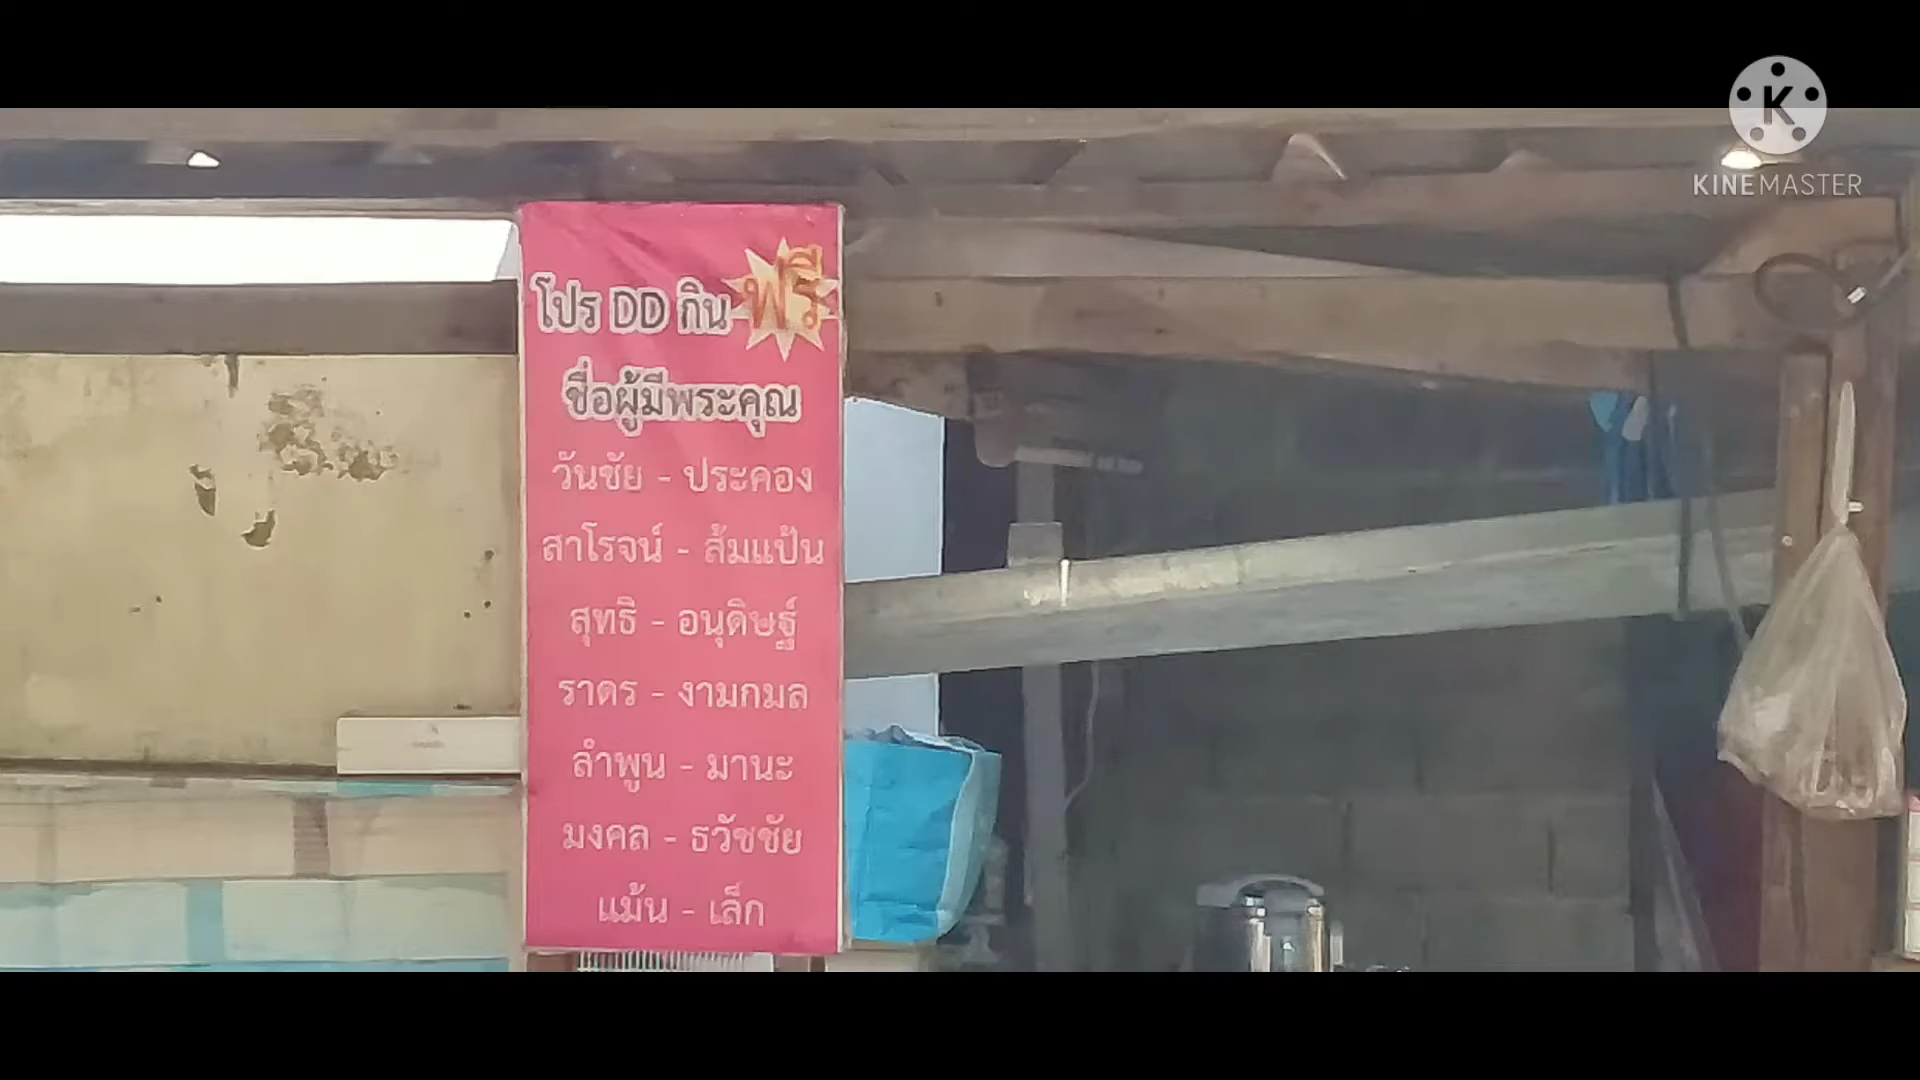 โปร DD กินฟรี
ชื่อผู้มีพระคุณ
วันชัย - ประคอง
สาโรจน์ - ส้มแป้น
สุทธิ - อนุดิษฐ์
ราดร - งามกมล
ลำพูน - มานะ
มงคล - ธวัชชัย
แม้น - เล็ก
K
KINEMASTER